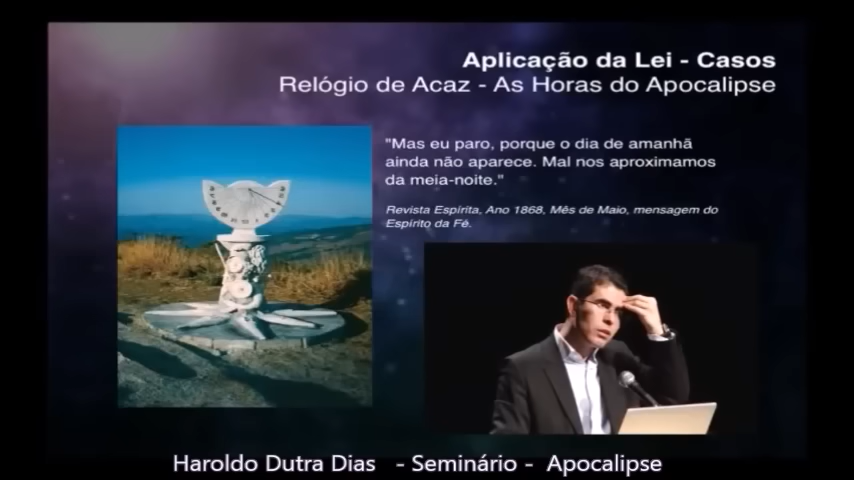 Aplicação da Lei - Casos
Relógio de Acaz - As Horas do Apocalipse
"Mas eu paro, porque o dia de amanhã
ainda não aparece. Mal nos aproximamos
da meia-noite."
Revista Espírita, Ano 1868, Mês de Maio, mensagem do
Espírito da Fé.
Haroldo Dutra Dias - Seminário - Apocalipse